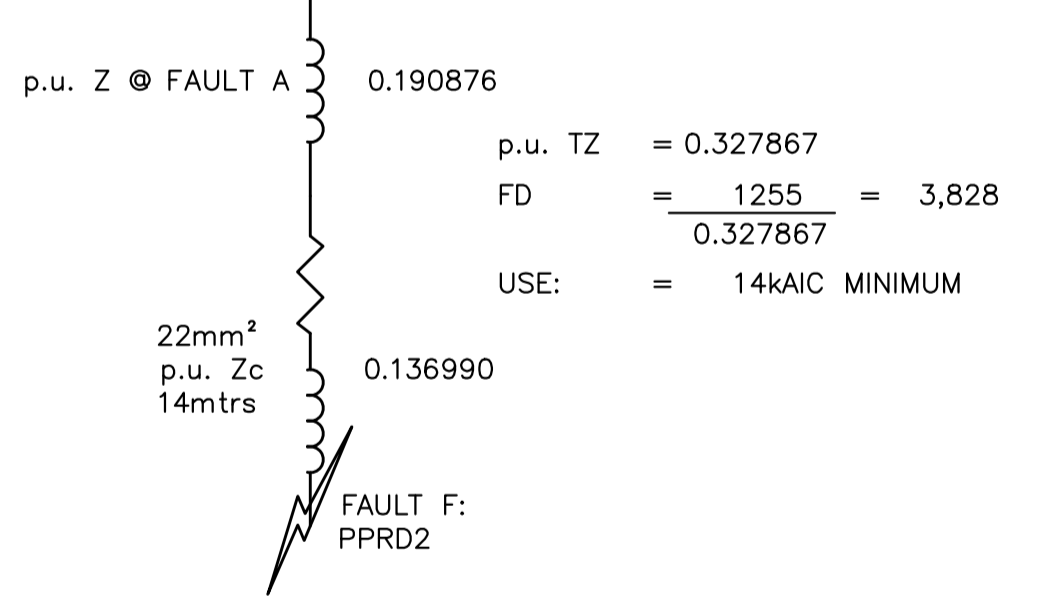 p.u. Z @ FAULT A 0.190876
p.u. TZ = 0.327867
FD = 1255 = 3,828
0.327867
USE: = 14kAIC MINIMUM
22mm²
p.u. Zc 0.136990
14mtrs
FAULT F:
PPRD2